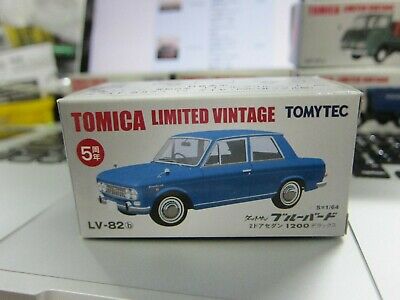 TOMICA LIMITED VINTAGE TOMYTEC
5周年
S=1/64
ダットサン ブルーバード
LV-82b 2ドアセダン 1200 デラックス
TOMICA